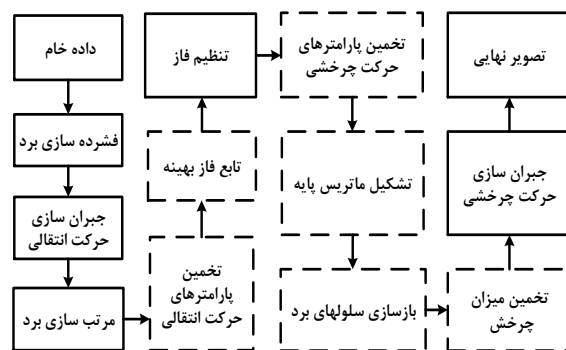 داده خام
فشرده سازی برد
جبران سازی
حرکت انتقالی
مرتب سازی برد
تخمین
پارامترهای
حرکت انتقالی
تابع فاز بهینه
تنظیم فاز
تخمین پارامترهای
حرکت چرخشی
تشکیل ماتریس پایه
بازسازی سلولهای برد
تخمین میزان
چرخش
جبران سازی
حرکت چرخشی
تصویر نهایی